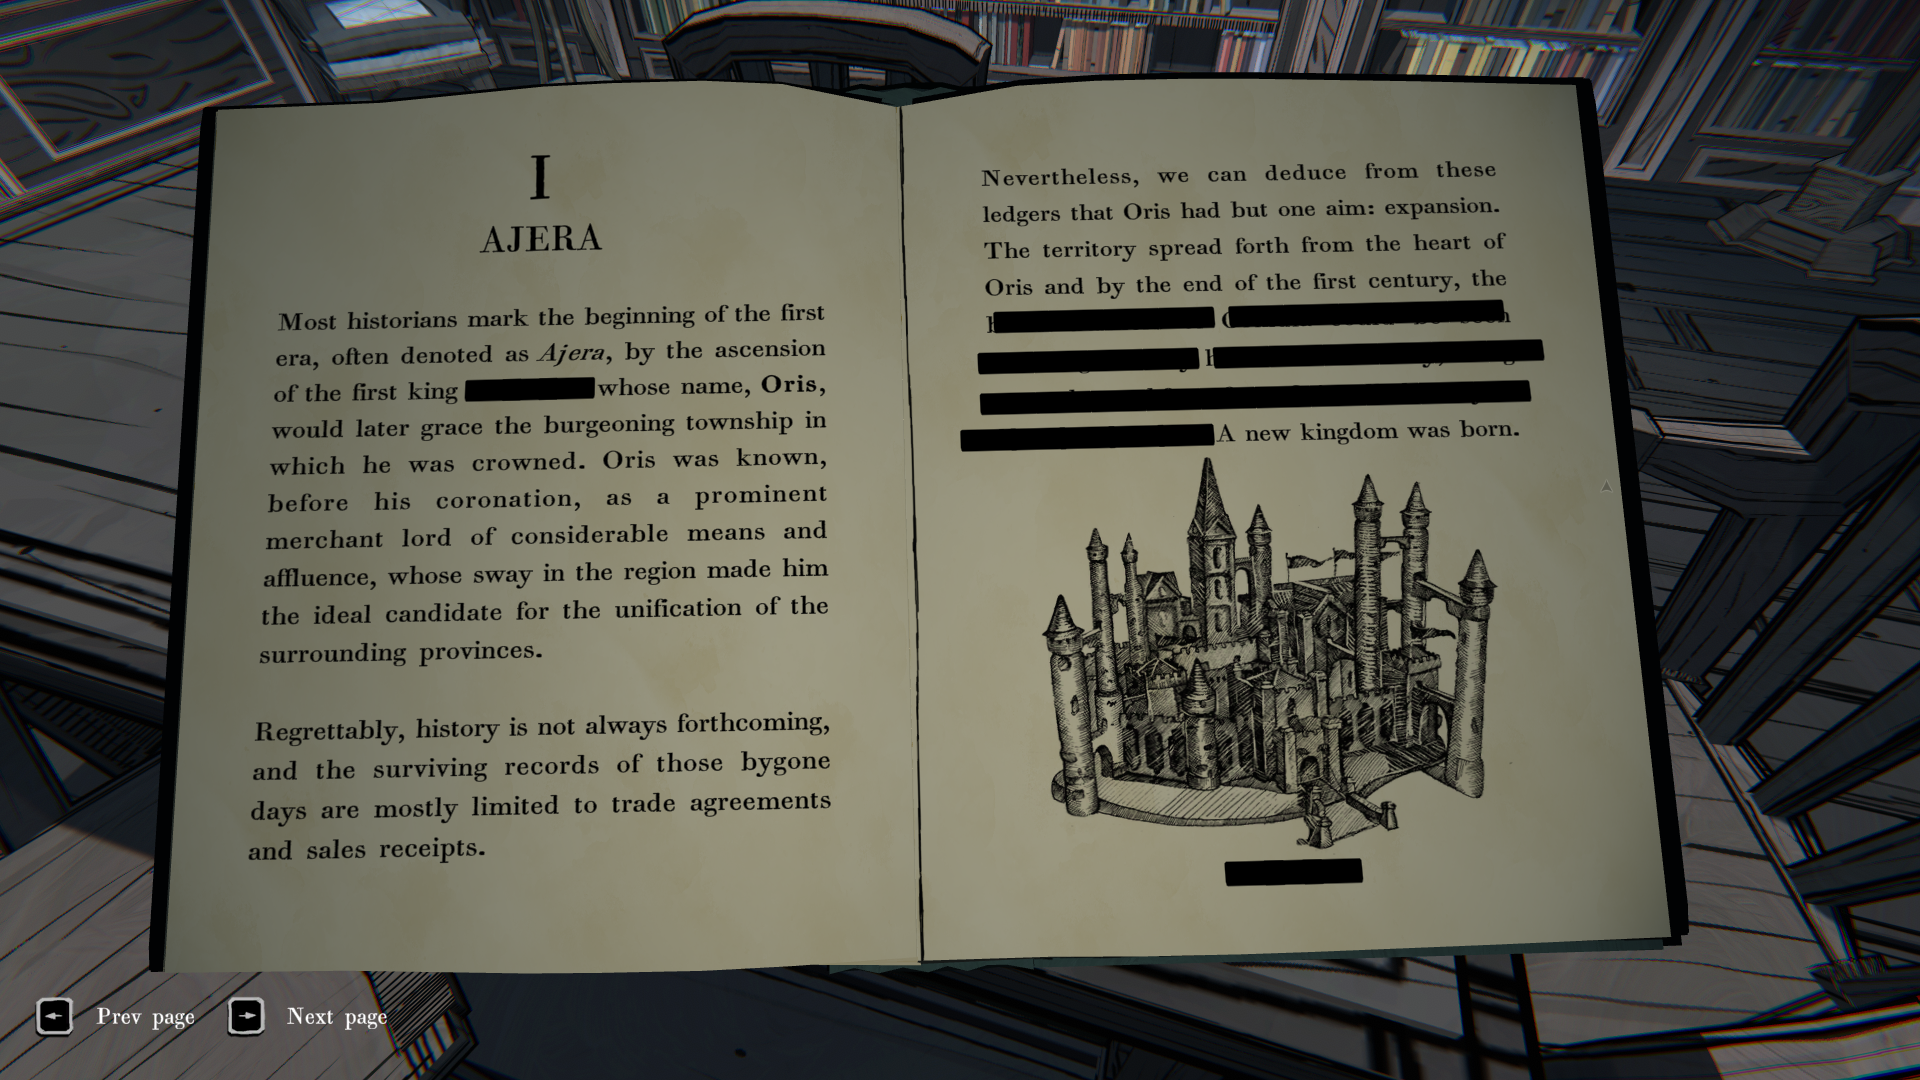 I
AJERA
Most historians mark the beginning of the first
era, often denoted as Ajera, by the ascension
of the first king whose name, Oris,
would later grace the burgeoning township in
which he was crowned. Oris was known,
before his coronation, as a prominent
merchant lord of considerable means and
affluence, whose sway in the region made him
the ideal candidate for the unification of the
surrounding provinces.
Regrettably, history is not always forthcoming,
and the surviving records of those bygone
days are mostly limited to trade agreements
and sales receipts.
Nevertheless, we can deduce from these
ledgers that Oris had but one aim: expansion.
The territory spread forth from the heart of
Oris and by the end of the first century, the
A new kingdom was born.
Prev page
Next page